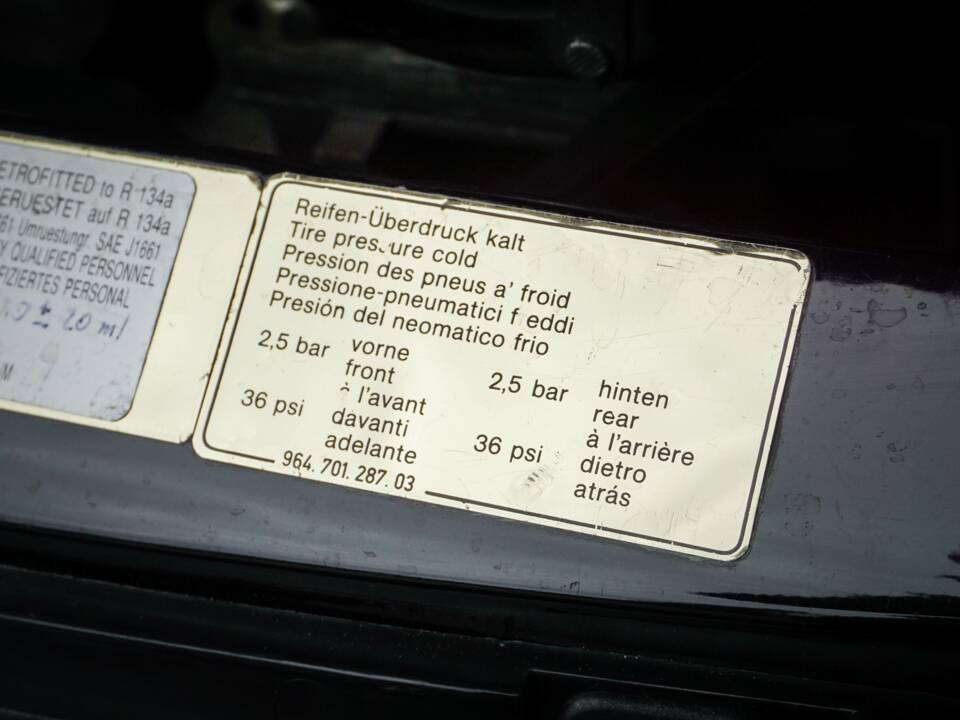 ETROFITTED to R 134a
ERUESTET auf R 134a
61 Umruestungr. SAE J1661
Y QUALIFIED PERSONNEL
FIZIERTES PERSONAL
M
Reifen-Überdruck kalt
Tire pressure cold
Pression des pneus a' froid
Pressione-pneumatici f eddi
Presión del neomatico frio
2,5 bar vorne
front
à l'avant
36 psi davanti
adelante
2,5 bar hinten
rear
à l'arrière
36 psi dietro
atrás
964.701.287.03